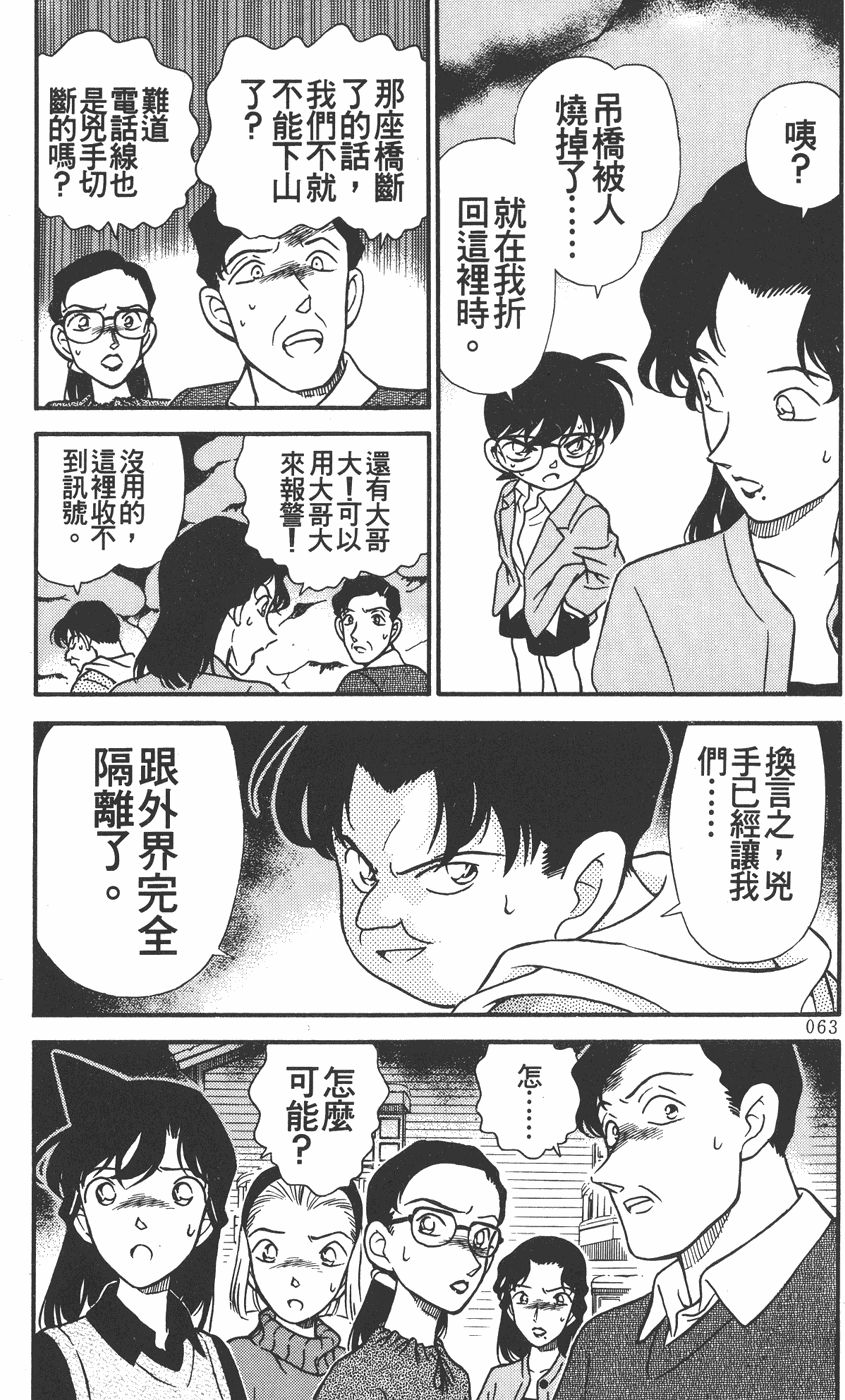 咦？
吊橋被人
燒掉了……
就在我折
回這裡時。
那座橋斷
了的話，
我們不就
不能下山
了？
難道
電話線也
是兇手切
斷的嗎？
還有大哥
大！可以
用大哥大
來報警！
沒用的，
這裡收不
到訊號。
換言之，兇
手已經讓我
們……
跟外界完全
隔離了。
063
怎……
怎麼
可能？